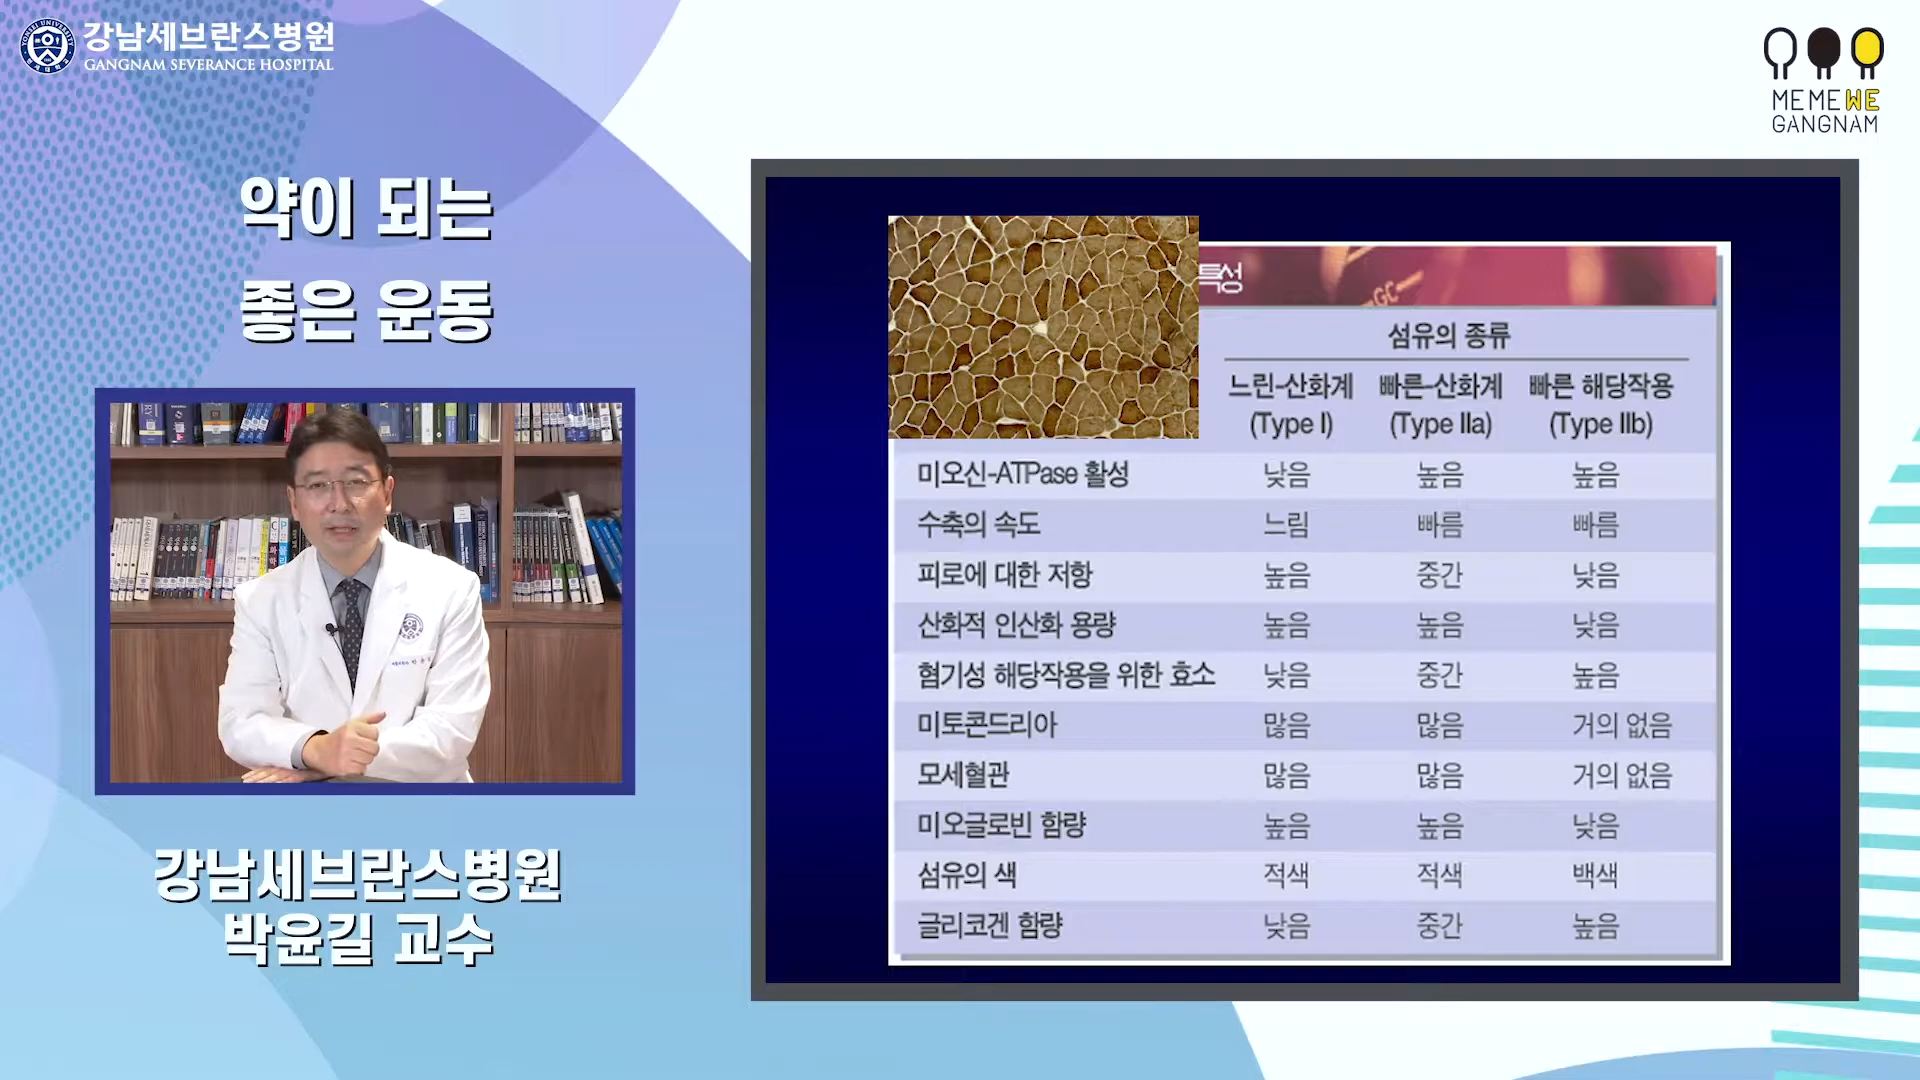 강남세브란스병원
GANGNAM SEVERANCE HOSPITAL
MEMEWE
GANGNAM
약이 되는
좋은 운동
강남세브란스병원
박윤길 교수
특성
섬유의 종류
느린-산화계 빠른-산화계 빠른 해당작용
(Type I) (Type IIa) (Type IIb)
미오신-ATPase 활성 낮음 높음 높음
수축의 속도 느림 빠름 빠름
피로에 대한 저항 높음 중간 낮음
산화적 인산화 용량 높음 높음 낮음
혐기성 해당작용을 위한 효소 낮음 중간 높음
미토콘드리아 많음 많음 거의 없음
모세혈관 많음 많음 거의 없음
미오글로빈 함량 높음 높음 낮음
섬유의 색 적색 적색 백색
글리코겐 함량 낮음 중간 높음